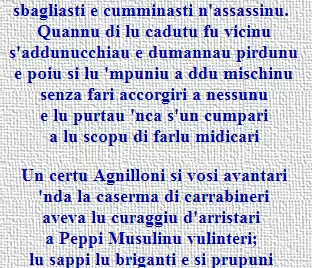 sbagliasti e cumminasti n'assassinu.
Quannu di lu cadutu fu vicinu
s'addunucchiau e dumannau pirdunu
e poiu si lu 'mpuniu a ddu mischinu
senza fari accorgiri a nessunu
e lu purtau 'nca s'un cumpari
a lu scopu di farlu midicari
Un certu Agnilloni si vosi avantari
'nda la caserma di carrabineri
aveva lu curaggiu d'arristari
a Peppi Musulinu vulinteri;
lu sappi lu briganti e si prupuni